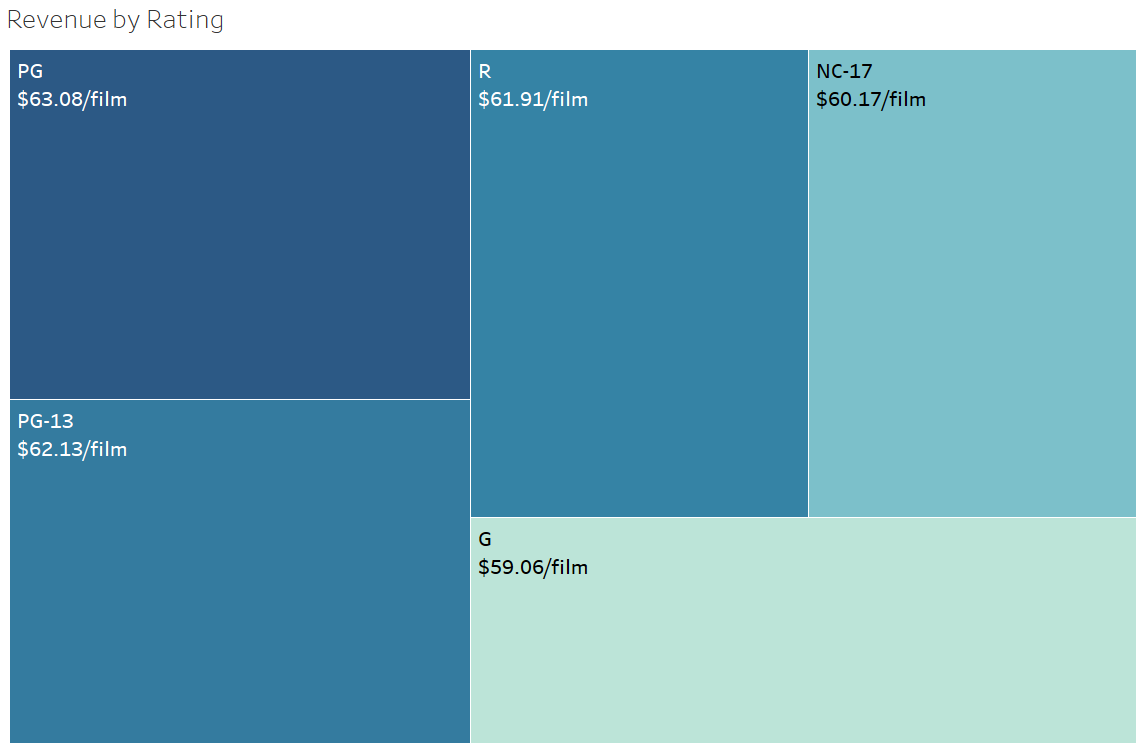 Revenue by Rating
PG
$63.08/film
PG-13
$62.13/film
R
$61.91/film
NC-17
$60.17/film
G
$59.06/film